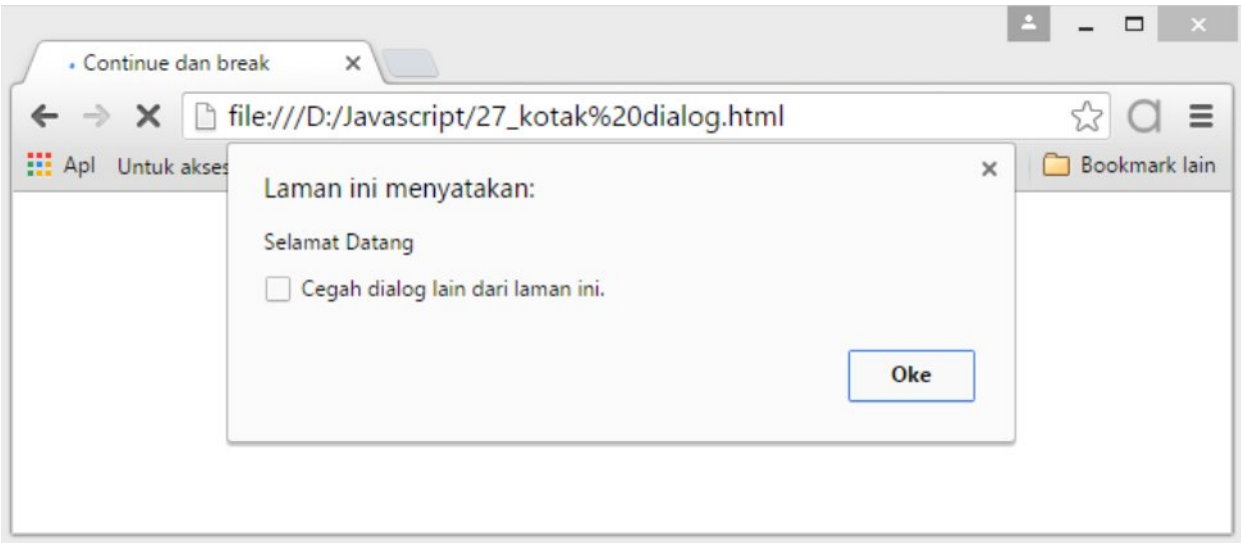 Continue dan break
file:///D:/Javascript/27_kotak%20dialog.html
Apl Untuk akses Bookmark lain
Laman ini menyatakan:
Selamat Datang
Cegah dialog lain dari laman ini.
Oke